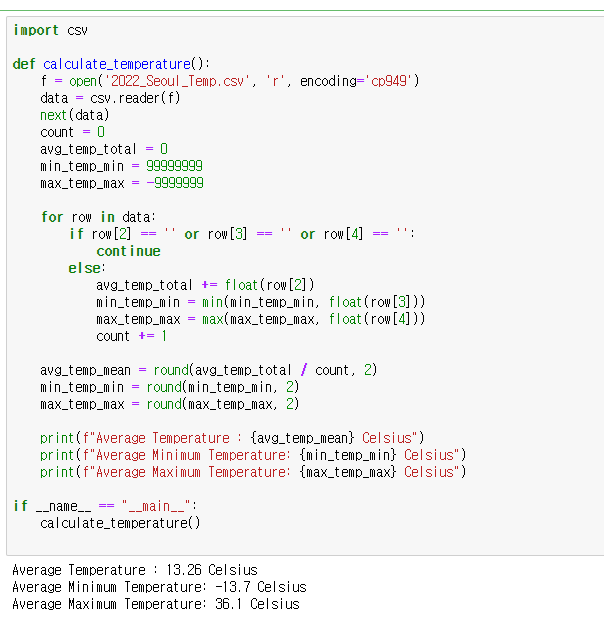 import csv

def calculate_temperature():
    f = open('2022_Seoul_Temp.csv', 'r', encoding='cp949')
    data = csv.reader(f)
    next(data)
    count = 0
    avg_temp_total = 0
    min_temp_min = 99999999
    max_temp_max = -9999999

    for row in data:
        if row[2] == '' or row[3] == '' or row[4] == '':
            continue
        else:
            avg_temp_total += float(row[2])
            min_temp_min = min(min_temp_min, float(row[3]))
            max_temp_max = max(max_temp_max, float(row[4]))
            count += 1

    avg_temp_mean = round(avg_temp_total / count, 2)
    min_temp_min = round(min_temp_min, 2)
    max_temp_max = round(max_temp_max, 2)

    print(f"Average Temperature : {avg_temp_mean} Celsius")
    print(f"Average Minimum Temperature: {min_temp_min} Celsius")
    print(f"Average Maximum Temperature: {max_temp_max} Celsius")

if __name__ == "__main__":
    calculate_temperature()

Average Temperature : 13.26 Celsius
Average Minimum Temperature: -13.7 Celsius
Average Maximum Temperature: 36.1 Celsius